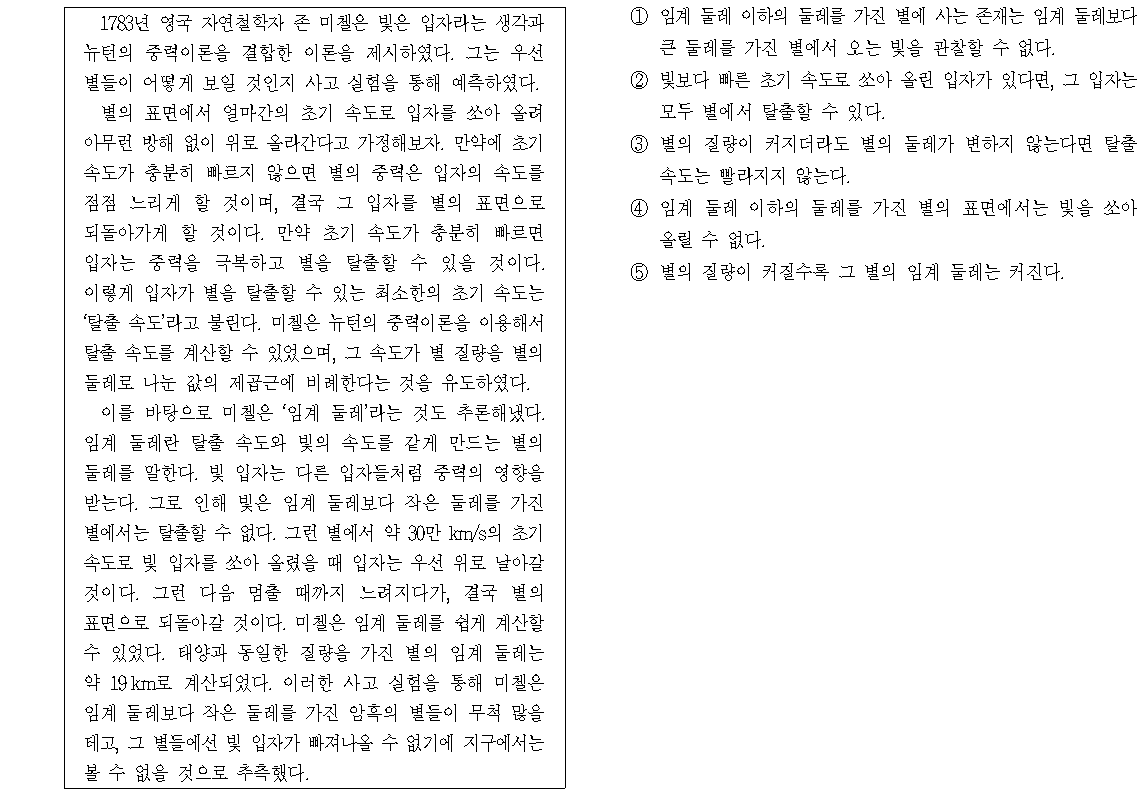 1783년 영국 자연철학자 존 미첼은 빛은 입자라는 생각과
뉴턴의 중력이론을 결합한 이론을 제시하였다. 그는 우선
별들이 어떻게 보일 것인지 사고 실험을 통해 예측하였다.
별의 표면에서 얼마간의 초기 속도로 입자를 쏘아 올려
아무런 방해 없이 위로 올라간다고 가정해보자. 만약에 초기
속도가 충분히 빠르지 않으면 별의 중력은 입자의 속도를
점점 느리게 할 것이며, 결국 그 입자를 별의 표면으로
되돌아가게 할 것이다. 만약 초기 속도가 충분히 빠르면
입자는 중력을 극복하고 별을 탈출할 수 있을 것이다.
이렇게 입자가 별을 탈출할 수 있는 최소한의 초기 속도는
‘탈출 속도’라고 불린다. 미첼은 뉴턴의 중력이론을 이용해서
탈출 속도를 계산할 수 있었으며, 그 속도가 별 질량을 별의
둘레로 나눈 값의 제곱근에 비례한다는 것을 유도하였다.
이를 바탕으로 미첼은 ‘임계 둘레’라는 것도 추론해냈다.
임계 둘레란 탈출 속도와 빛의 속도를 같게 만드는 별의
둘레를 말한다. 빛 입자는 다른 입자들처럼 중력의 영향을
받는다. 그로 인해 빛은 임계 둘레보다 작은 둘레를 가진
별에서는 탈출할 수 없다. 그런 별에서 약 30만 km/s의 초기
속도로 빛 입자를 쏘아 올렸을 때 입자는 우선 위로 날아갈
것이다. 그런 다음 멈출 때까지 느려지다가, 결국 별의
표면으로 되돌아갈 것이다. 미첼은 임계 둘레를 쉽게 계산할
수 있었다. 태양과 동일한 질량을 가진 별의 임계 둘레는
약 19 km로 계산되었다. 이러한 사고 실험을 통해 미첼은
임계 둘레보다 작은 둘레를 가진 암흑의 별들이 무척 많을
테고, 그 별들에선 빛 입자가 빠져나올 수 없기에 지구에서는
볼 수 없을 것으로 추측했다.
① 임계 둘레 이하의 둘레를 가진 별에 사는 존재는 임계 둘레보다
큰 둘레를 가진 별에서 오는 빛을 관찰할 수 없다.
② 빛보다 빠른 초기 속도로 쏘아 올린 입자가 있다면, 그 입자는
모두 별에서 탈출할 수 있다.
③ 별의 질량이 커지더라도 별의 둘레가 변하지 않는다면 탈출
속도는 빨라지지 않는다.
④ 임계 둘레 이하의 둘레를 가진 별의 표면에서는 빛을 쏘아
올릴 수 없다.
⑤ 별의 질량이 커질수록 그 별의 임계 둘레는 커진다.